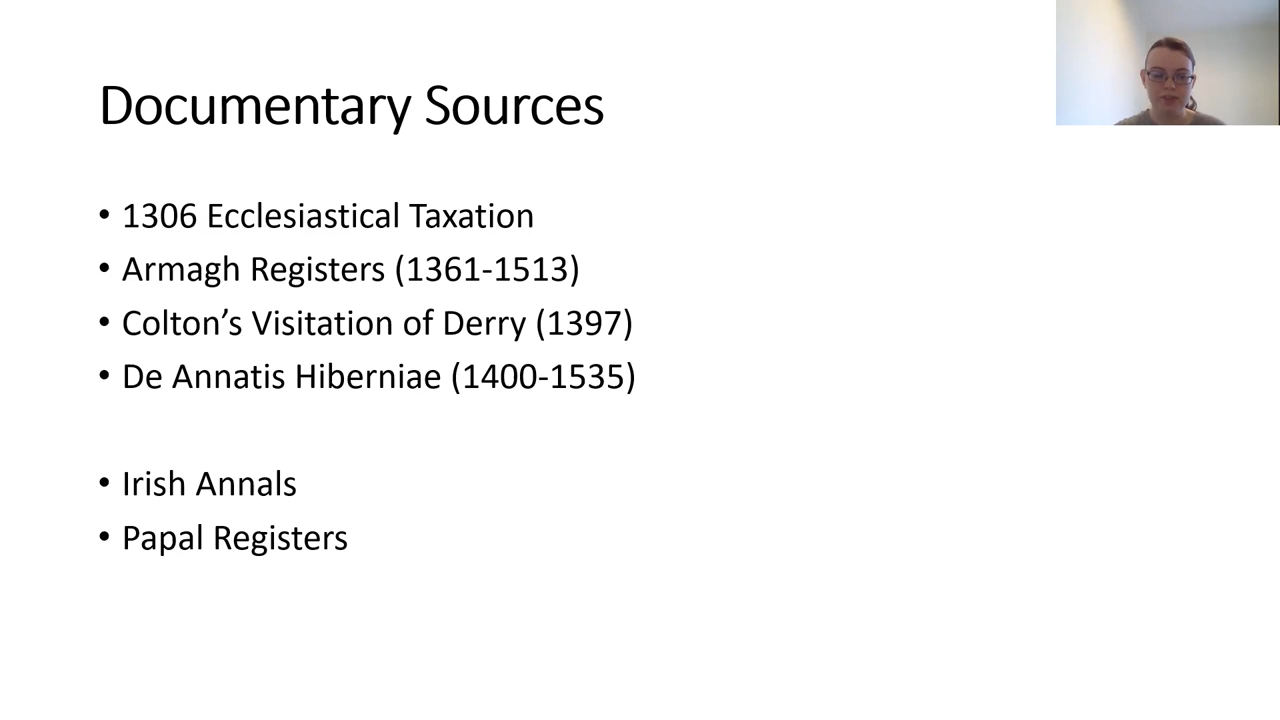 Documentary Sources
• 1306 Ecclesiastical Taxation
• Armagh Registers (1361-1513)
• Colton’s Visitation of Derry (1397)
• De Annatis Hiberniae (1400-1535)
• Irish Annals
• Papal Registers